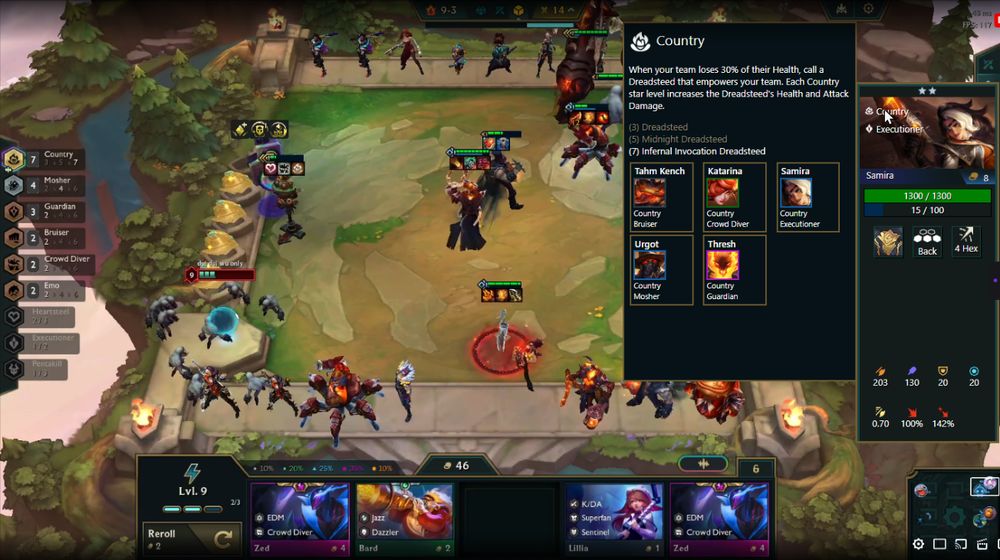 9-3
14
Country
When your team loses 30% of their Health, call a
Dreadsteed that empowers your team. Each Country
star level increases the Dreadsteed's Health and Attack
Damage.
(3) Dreadsteed
(5) Midnight Dreadsteed
(7) Infernal Invocation Dreadsteed
Tahm Kench
Country
Bruiser
Katarina
Country
Crowd Diver
Samira
Country
Executioner
Urgot
Country
Mosher
Thresh
Country
Guardian
Country
Executioner
Samira
8
1300 / 1300
15 / 100
Back
4 Hex
203
130
20
20
0.70
100%
142%
7
Country
4
Mosher
3
Guardian
2
Bruiser
2
Crowd Diver
2
Emo
Heartsteel
Executioner
Pentakill
9
46
6
Lvl. 9
2/3
Reroll
2
EDM
Crowd Diver
Zed
4
Jazz
Dazzler
Bard
2
K/DA
Superfan
Sentinel
Lillia
1
EDM
Crowd Diver
Zed
4